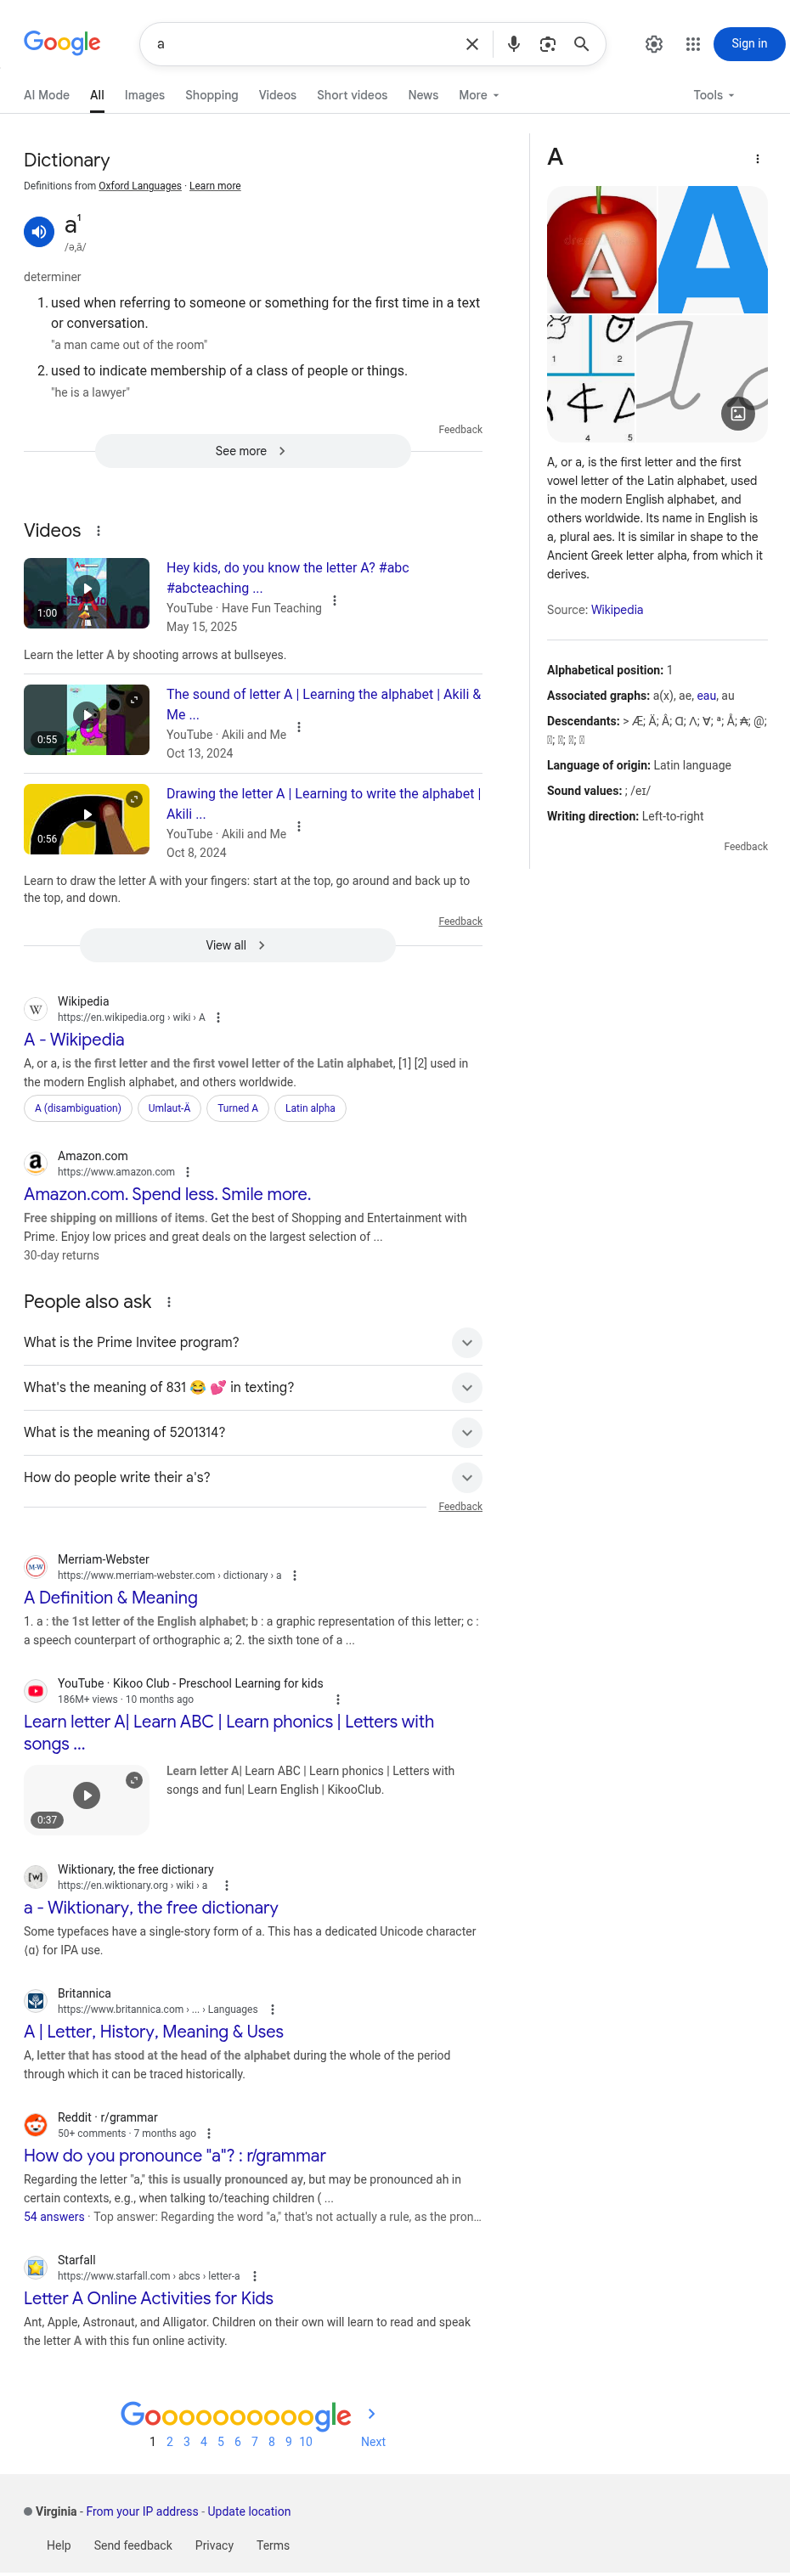 Google
a
Sign in
AI Mode All Images Shopping Videos Short videos News More Tools
Dictionary
Definitions from Oxford Languages · Learn more
a¹
/ə,ā/
determiner
1. used when referring to someone or something for the first time in a text
or conversation.
"a man came out of the room"
2. used to indicate membership of a class of people or things.
"he is a lawyer"
Feedback
See more
Videos
1:00
Hey kids, do you know the letter A? #abc
#abcteaching ...
YouTube · Have Fun Teaching
May 15, 2025
Learn the letter A by shooting arrows at bullseyes.
0:55
The sound of letter A | Learning the alphabet | Akili &
Me ...
YouTube · Akili and Me
Oct 13, 2024
0:56
Drawing the letter A | Learning to write the alphabet |
Akili ...
YouTube · Akili and Me
Oct 8, 2024
Learn to draw the letter A with your fingers: start at the top, go around and back up to
the top, and down.
Feedback
View all
W
Wikipedia
https://en.wikipedia.org › wiki › A
A - Wikipedia
A, or a, is the first letter and the first vowel letter of the Latin alphabet, [1] [2] used in
the modern English alphabet, and others worldwide.
A (disambiguation) Umlaut-Ä Turned A Latin alpha
a
Amazon.com
https://www.amazon.com
Amazon.com. Spend less. Smile more.
Free shipping on millions of items. Get the best of Shopping and Entertainment with
Prime. Enjoy low prices and great deals on the largest selection of ...
30-day returns
People also ask
What is the Prime Invitee program?
What's the meaning of 831 😂 💕 in texting?
What is the meaning of 5201314?
How do people write their a's?
Feedback
M-W
Merriam-Webster
https://www.merriam-webster.com › dictionary › a
A Definition & Meaning
1. a : the 1st letter of the English alphabet; b : a graphic representation of this letter; c :
a speech counterpart of orthographic a; 2. the sixth tone of a ...
YouTube · Kikoo Club - Preschool Learning for kids
186M+ views · 10 months ago
Learn letter A| Learn ABC | Learn phonics | Letters with
songs ...
0:37
Learn letter A| Learn ABC | Learn phonics | Letters with
songs and fun| Learn English | KikooClub.
[w]
Wiktionary, the free dictionary
https://en.wiktionary.org › wiki › a
a - Wiktionary, the free dictionary
Some typefaces have a single-story form of a. This has a dedicated Unicode character
⟨ɑ⟩ for IPA use.
Britannica
https://www.britannica.com › ... › Languages
A | Letter, History, Meaning & Uses
A, letter that has stood at the head of the alphabet during the whole of the period
through which it can be traced historically.
Reddit · r/grammar
50+ comments · 7 months ago
How do you pronounce "a"? : r/grammar
Regarding the letter "a," this is usually pronounced ay, but may be pronounced ah in
certain contexts, e.g., when talking to/teaching children ( ...
54 answers · Top answer: Regarding the word "a," that's not actually a rule, as the pron...
Starfall
https://www.starfall.com › abcs › letter-a
Letter A Online Activities for Kids
Ant, Apple, Astronaut, and Alligator. Children on their own will learn to read and speak
the letter A with this fun online activity.
A
A
A
1 2
4 5
A, or a, is the first letter and the first
vowel letter of the Latin alphabet, used
in the modern English alphabet, and
others worldwide. Its name in English is
a, plural aes. It is similar in shape to the
Ancient Greek letter alpha, from which it
derives.
Source: Wikipedia
Alphabetical position: 1
Associated graphs: a(x), ae, eau, au
Descendants: > Æ; Ä; Â; Ɑ; Ʌ; Ɐ; ª; Å; ₳; @;
Language of origin: Latin language
Sound values: ; /eɪ/
Writing direction: Left-to-right
Feedback
Goooooooooogle
1 2 3 4 5 6 7 8 9 10 Next
Virginia - From your IP address - Update location
Help Send feedback Privacy Terms